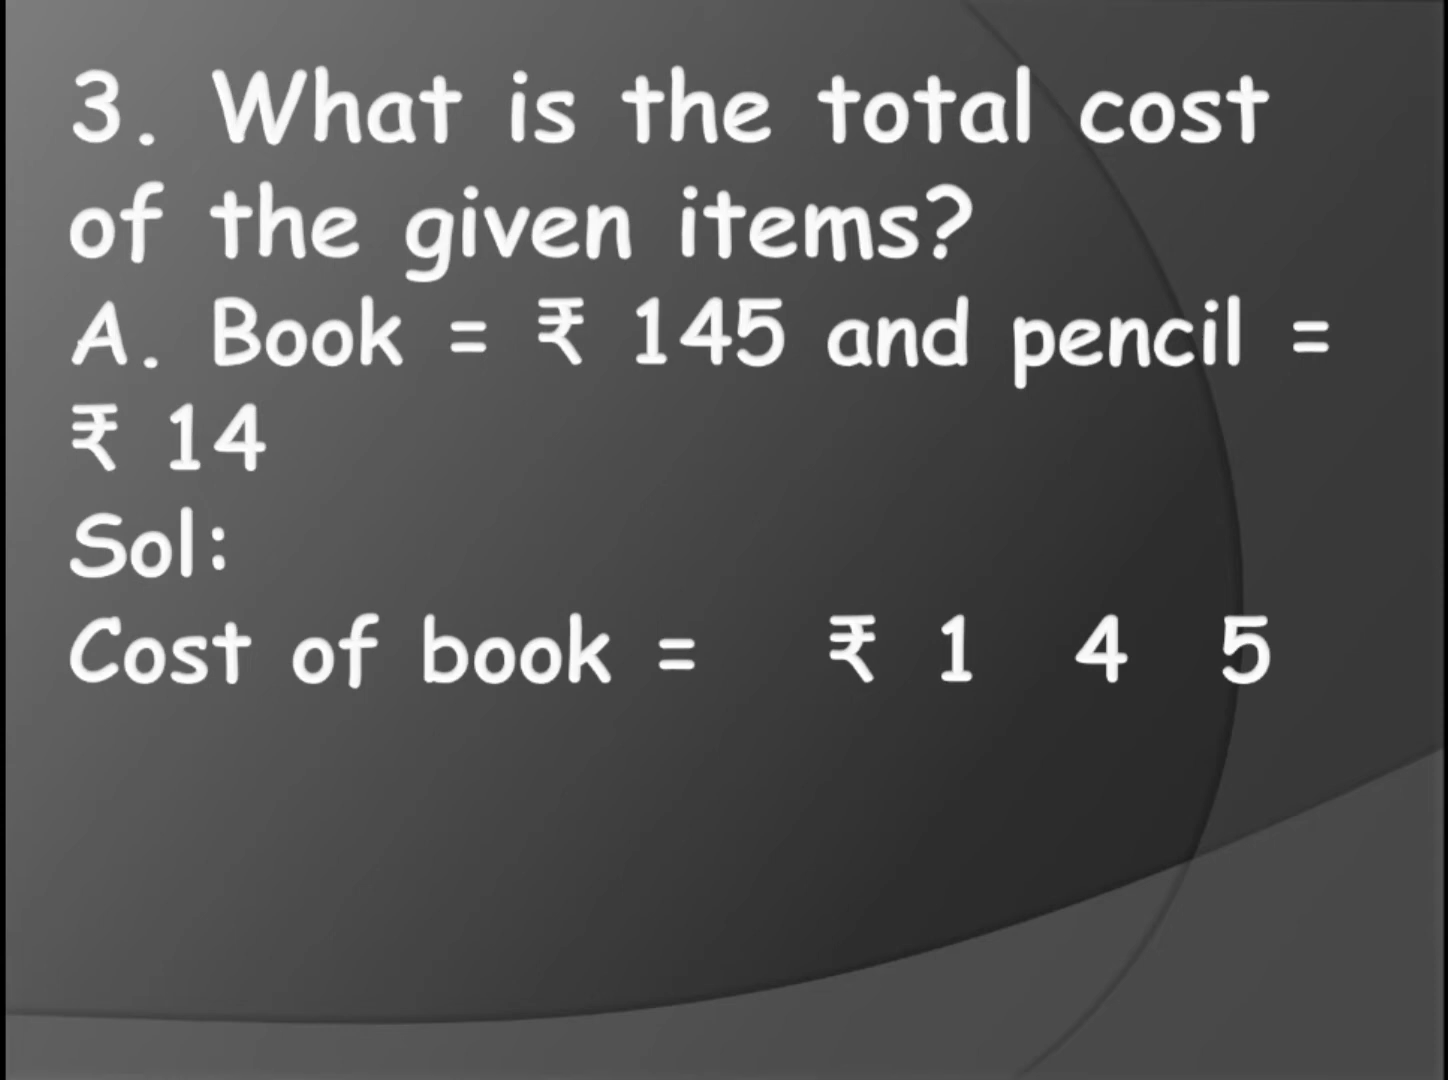 3. What is the total cost
of the given items?
A. Book = ₹ 145 and pencil =
₹ 14
Sol:
Cost of book = ₹ 1 4 5